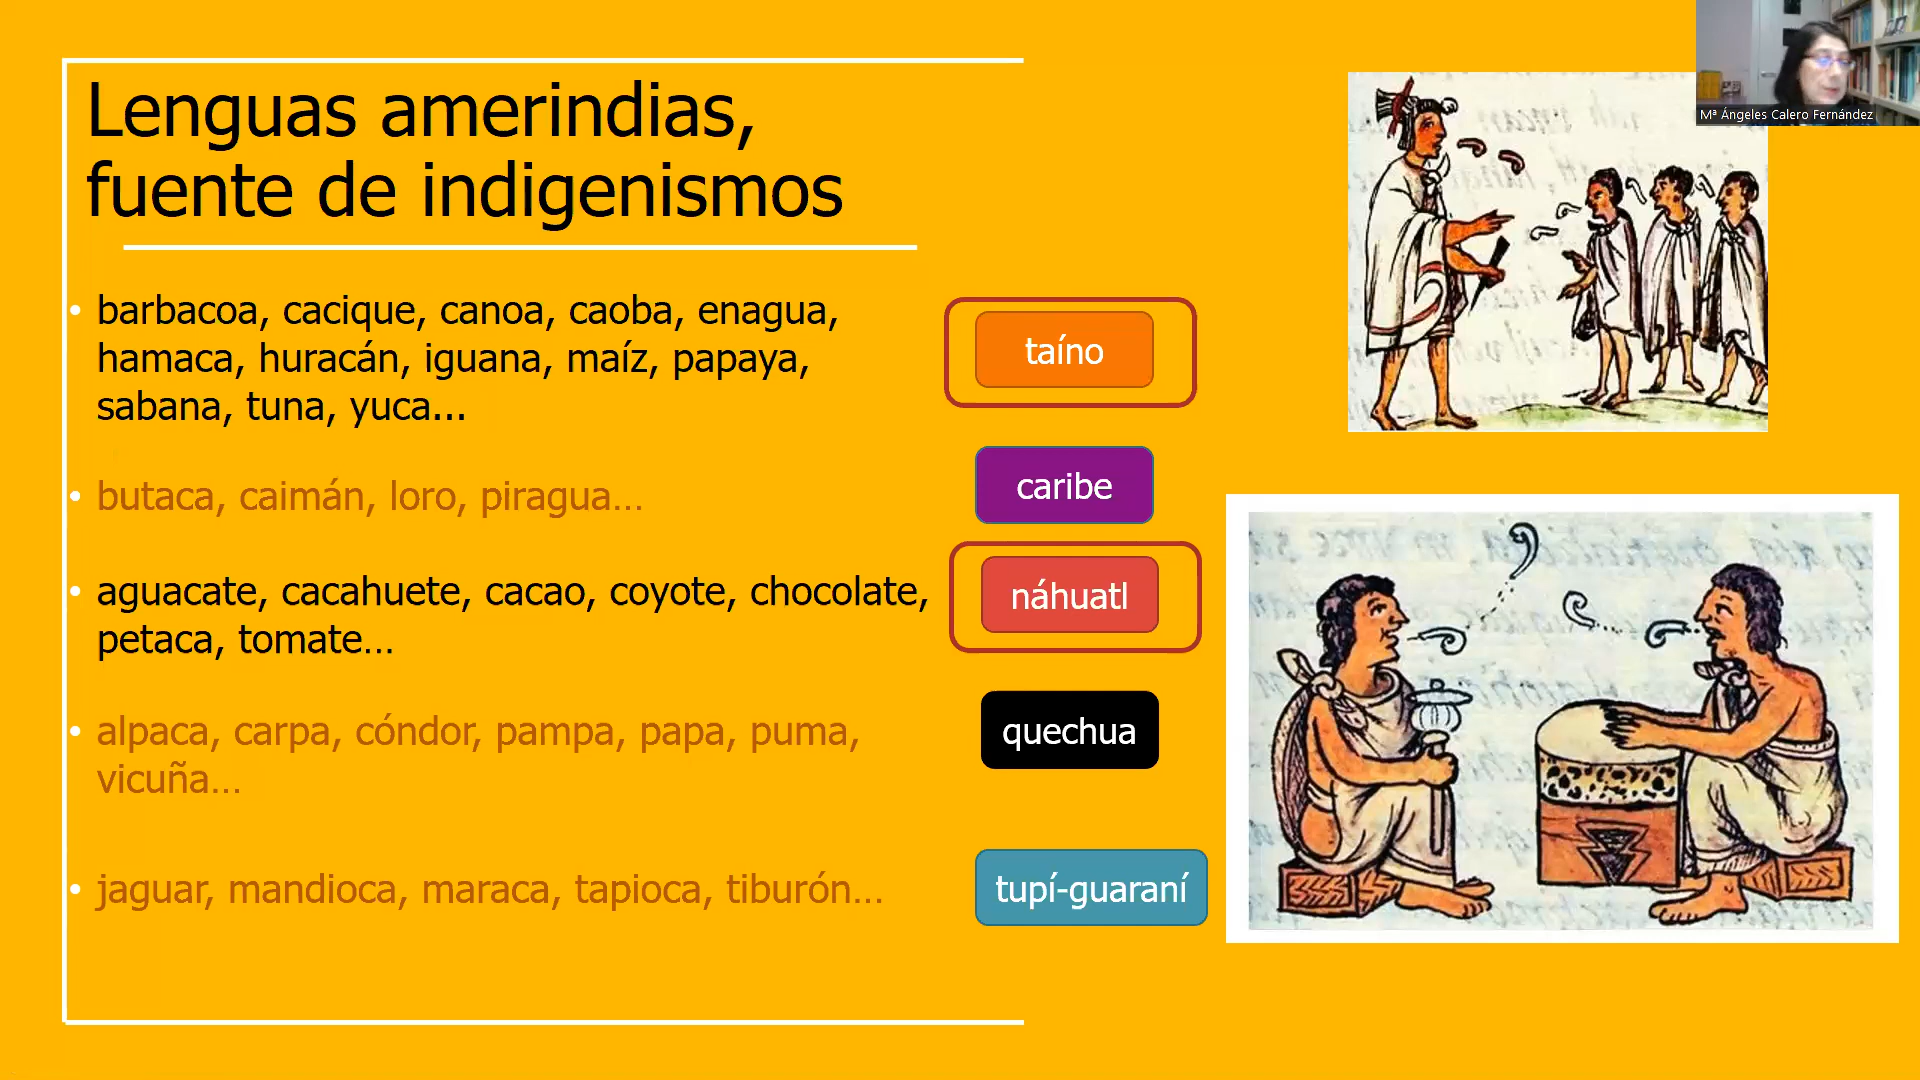 Lenguas amerindias,
fuente de indigenismos
• barbacoa, cacique, canoa, caoba, enagua,
hamaca, huracán, iguana, maíz, papaya,
sabana, tuna, yuca...
taíno
• butaca, caimán, loro, piragua...
caribe
• aguacate, cacahuete, cacao, coyote, chocolate,
petaca, tomate...
náhuatl
• alpaca, carpa, cóndor, pampa, papa, puma,
vicuña...
quechua
• jaguar, mandioca, maraca, tapioca, tiburón...
tupí-guaraní
Mª Ángeles Calero Fernández